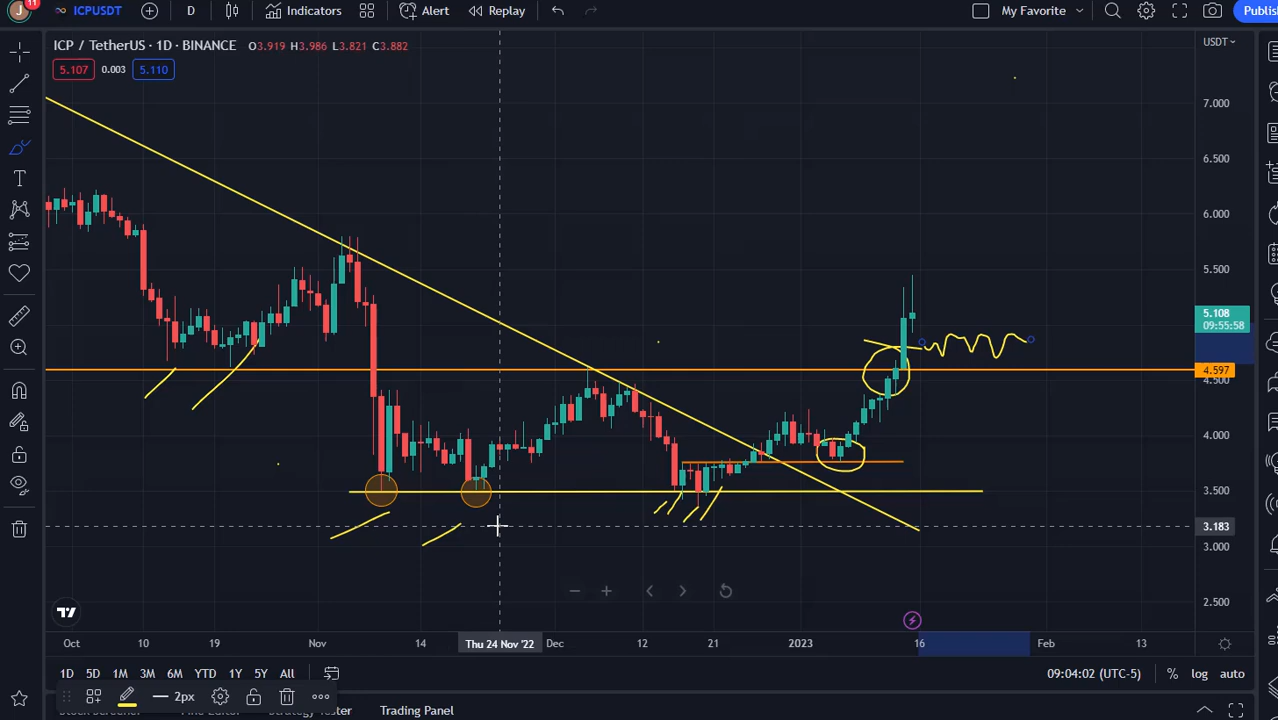 J 11 ICPUSDT D Indicators Alert Replay My Favorite Publis
ICP / TetherUS · 1D · BINANCE O3.919 H3.986 L3.821 C3.882
USDT
5.107 0.003 5.110
7.000
6.500
6.000
5.500
5.108
09:55:58
4.597
4.500
4.000
3.500
3.183
3.000
2.500
Oct 10 19 Nov 14 Thu 24 Nov '22 Dec 12 21 2023 16 Feb 13
1D 5D 1M 3M 6M YTD 1Y 5Y All 09:04:02 (UTC-5) % log auto
2px
Trading Panel